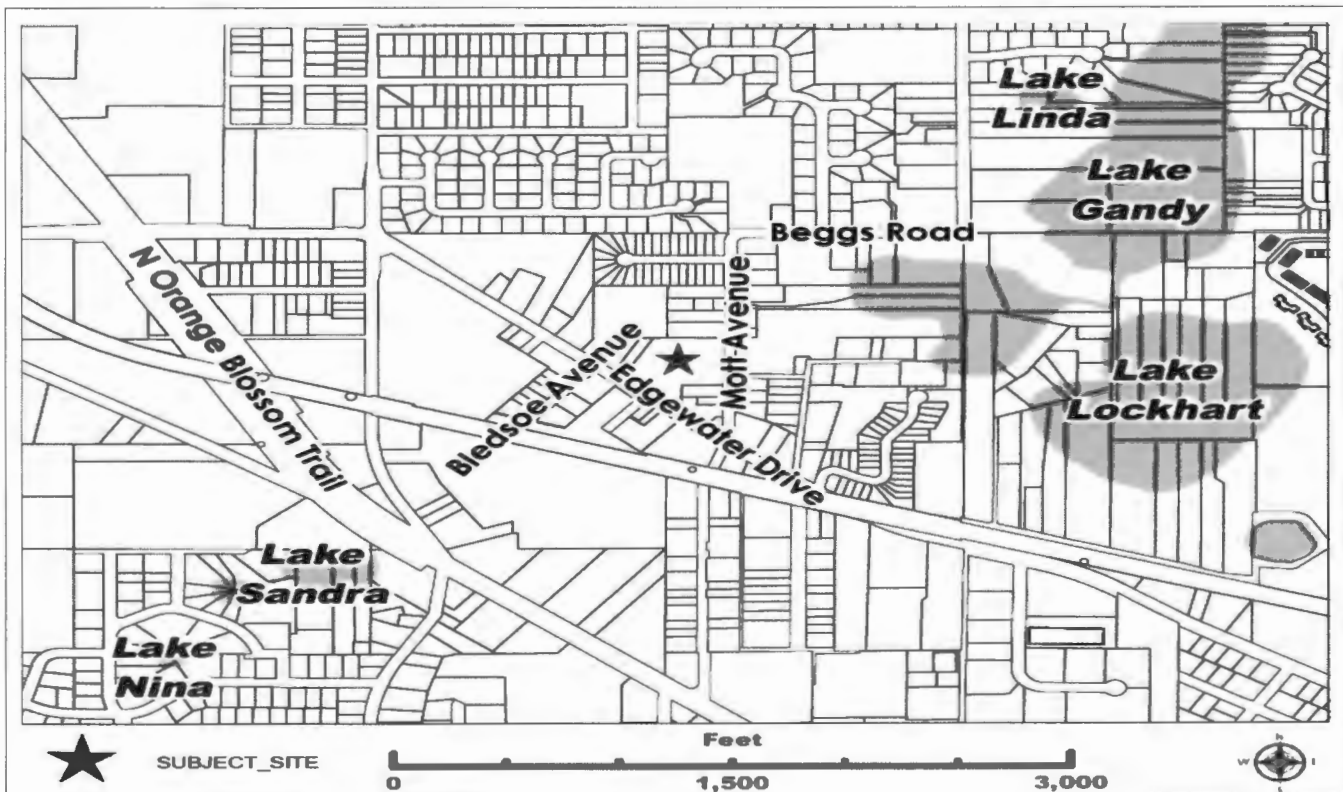 Lake
Linda
Lake
Gandy
Beggs Road
N Orange Blossom Trail
Bledsoe Avenue
Edgewater Drive
Mott Avenue
Lake
Lockhart
Lake
Sandra
Lake
Nina
SUBJECT_SITE
Feet
0
1,500
3,000
W